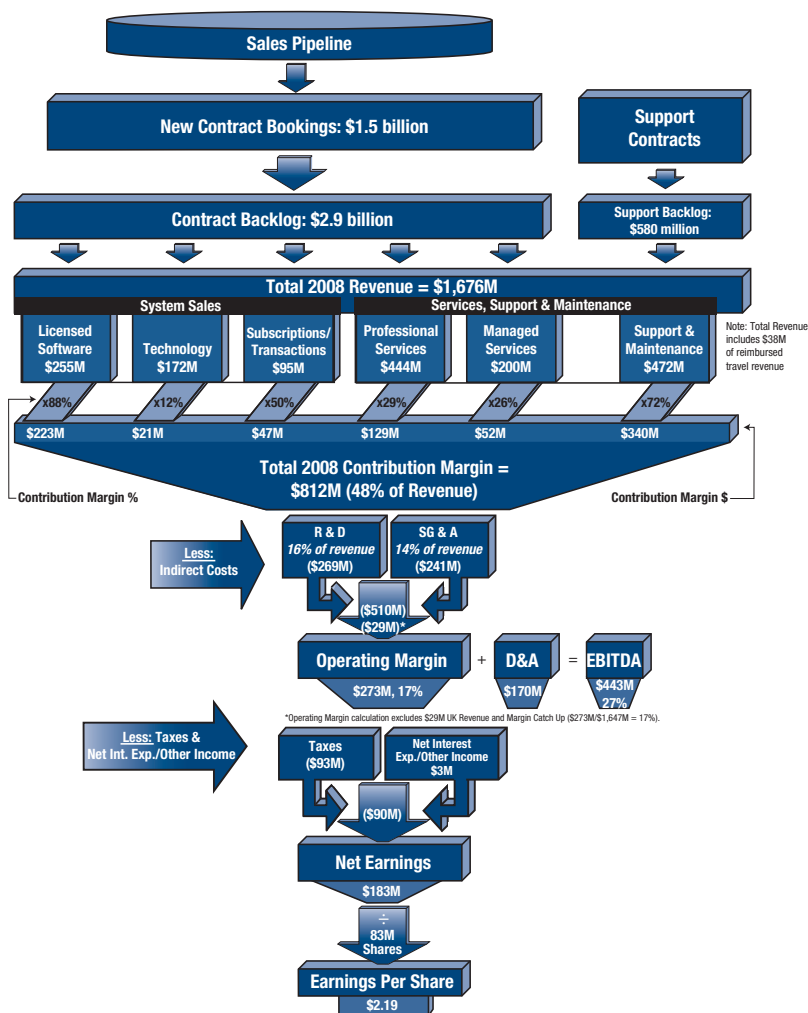 Sales Pipeline
New Contract Bookings: $1.5 billion
Support
Contracts
Contract Backlog: $2.9 billion
Support Backlog:
$580 million
Total 2008 Revenue = $1,676M
System Sales
Services, Support & Maintenance
Licensed
Software
$255M
Technology
$172M
Subscriptions/
Transactions
$95M
Professional
Services
$444M
Managed
Services
$200M
Support &
Maintenance
$472M
Note: Total Revenue
includes $38M
of reimbursed
travel revenue
x88%
x12%
x50%
x29%
x26%
x72%
$223M
$21M
$47M
$129M
$52M
$340M
Total 2008 Contribution Margin =
$812M (48% of Revenue)
Contribution Margin %
Contribution Margin $
Less:
Indirect Costs
R & D
16% of revenue
($269M)
SG & A
14% of revenue
($241M)
($510M)
($29M)*
Operating Margin
$273M, 17%
+
D&A
$170M
=
EBITDA
$443M
27%
*Operating Margin calculation excludes $29M UK Revenue and Margin Catch Up ($273M/$1,647M = 17%).
Less: Taxes &
Net Int. Exp./Other Income
Taxes
($93M)
Net Interest
Exp./Other Income
$3M
($90M)
Net Earnings
$183M
÷
83M
Shares
Earnings Per Share
$2.19